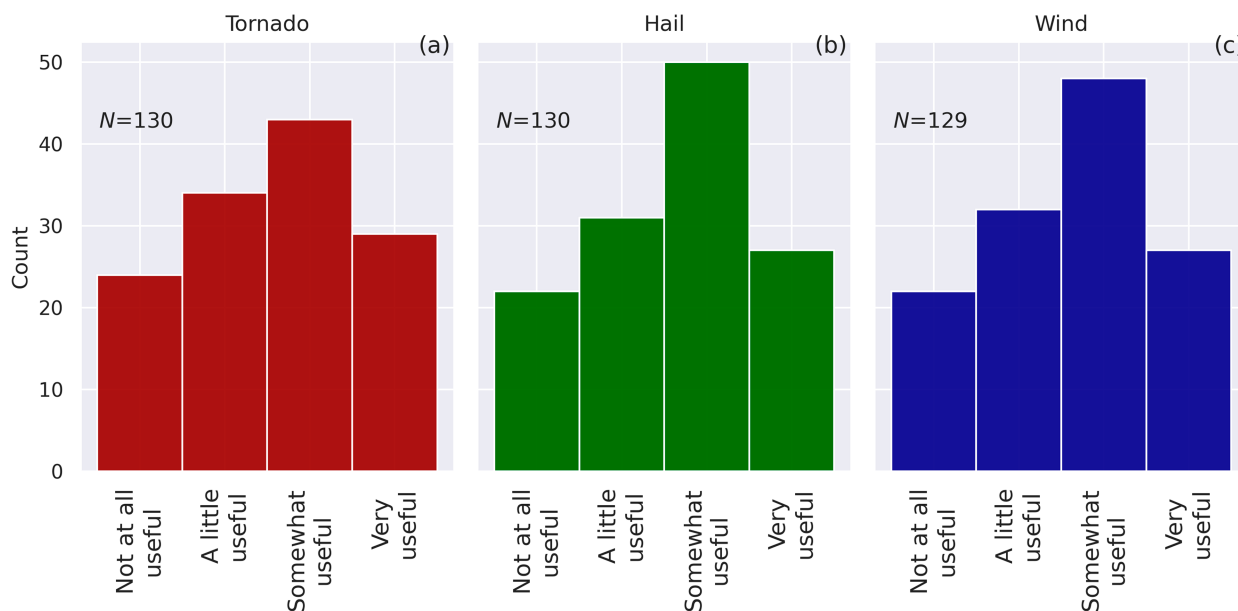 Tornado
Hail
Wind
(a)
(b)
(c)
N=130
N=130
N=129
Count
50
40
30
20
10
0
Not at all
useful
A little
useful
Somewhat
useful
Very
useful
Not at all
useful
A little
useful
Somewhat
useful
Very
useful
Not at all
useful
A little
useful
Somewhat
useful
Very
useful